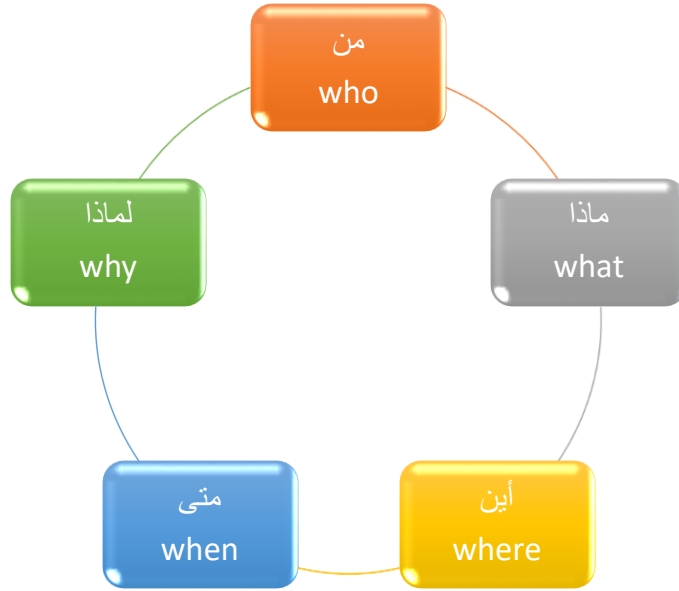 من
who
ماذا
what
أين
where
متى
when
لماذا
why